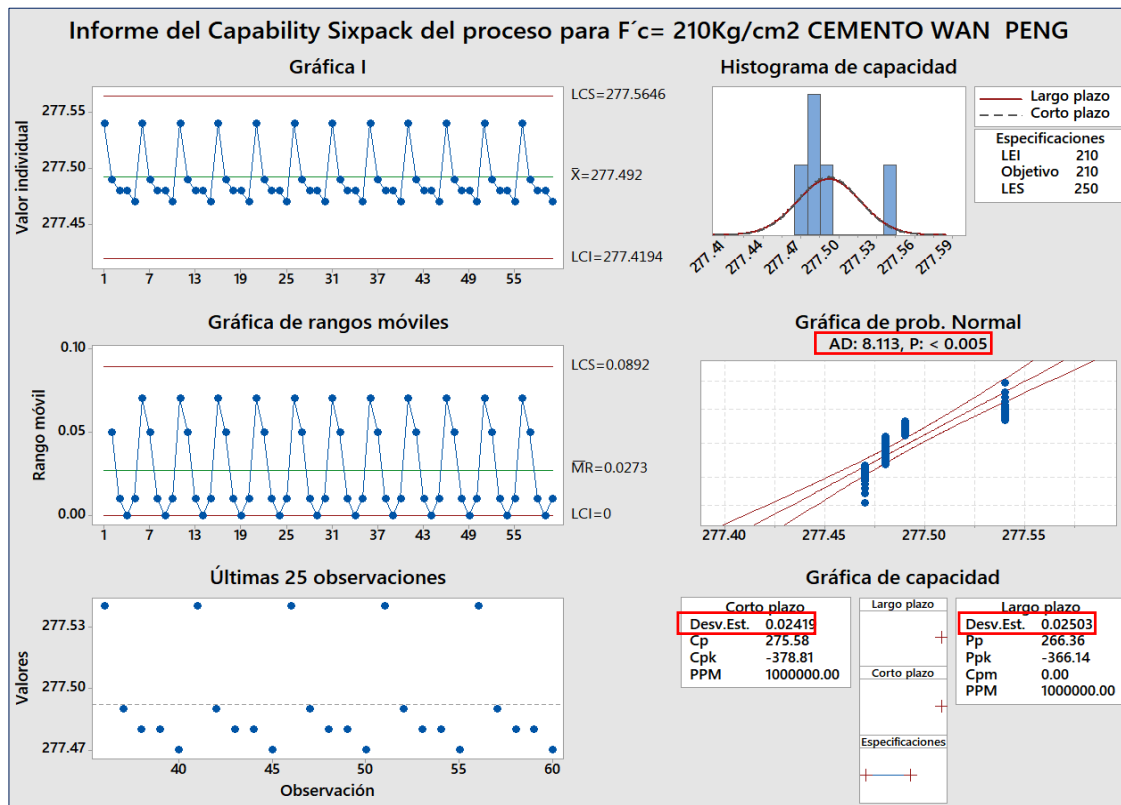 Informe del Capability Sixpack del proceso para F´c= 210Kg/cm2 CEMENTO WAN PENG
Gráfica I
Valor individual
277.55
277.50
277.45
LCS=277.5646
X̅=277.492
LCI=277.4194
1 7 13 19 25 31 37 43 49 55
Histograma de capacidad
277.41 277.44 277.47 277.50 277.53 277.56 277.59
Largo plazo
Corto plazo
Especificaciones
LEI 210
Objetivo 210
LES 250
Gráfica de rangos móviles
Rango móvil
0.10
0.05
0.00
LCS=0.0892
M̅R̅=0.0273
LCI=0
1 7 13 19 25 31 37 43 49 55
Gráfica de prob. Normal
AD: 8.113, P: < 0.005
277.40 277.45 277.50 277.55
Últimas 25 observaciones
Valores
277.53
277.50
277.47
40 45 50 55 60
Observación
Gráfica de capacidad
Corto plazo
Desv.Est. 0.02419
Cp 275.58
Cpk -378.81
PPM 1000000.00
Largo plazo
Corto plazo
Especificaciones
Largo plazo
Desv.Est. 0.02503
Pp 266.36
Ppk -366.14
Cpm 0.00
PPM 1000000.00